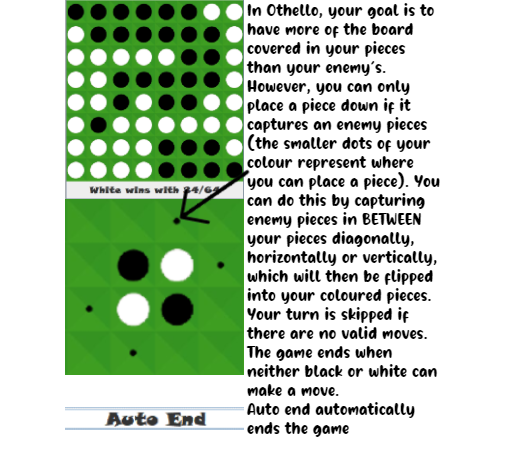 In Othello, your goal is to
have more of the board
covered in your pieces
than your enemy's.
However, you can only
place a piece down if it
captures an enemy pieces
(the smaller dots of your
colour represent where
you can place a piece). You
can do this by capturing
enemy pieces in BETWEEN
your pieces diagonally,
horizontally or vertically,
which will then be flipped
into your coloured pieces.
Your turn is skipped if
there are no valid moves.
The game ends when
neither black or white can
make a move.
Auto end automatically
ends the game
White wins with 34/64
Auto End